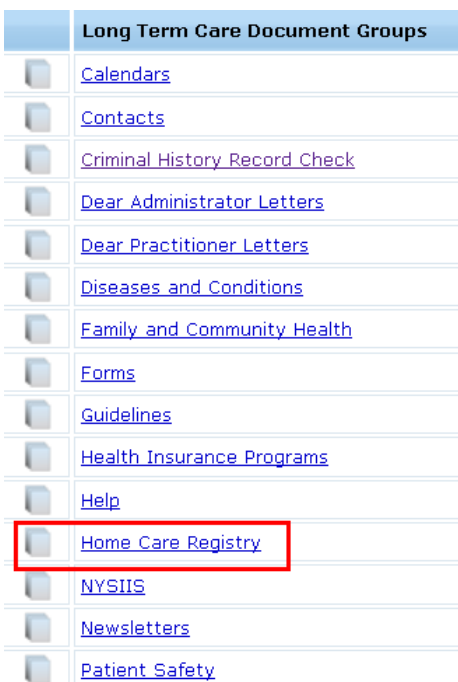 Long Term Care Document Groups
Calendars
Contacts
Criminal History Record Check
Dear Administrator Letters
Dear Practitioner Letters
Diseases and Conditions
Family and Community Health
Forms
Guidelines
Health Insurance Programs
Help
Home Care Registry
NYSIIS
Newsletters
Patient Safety